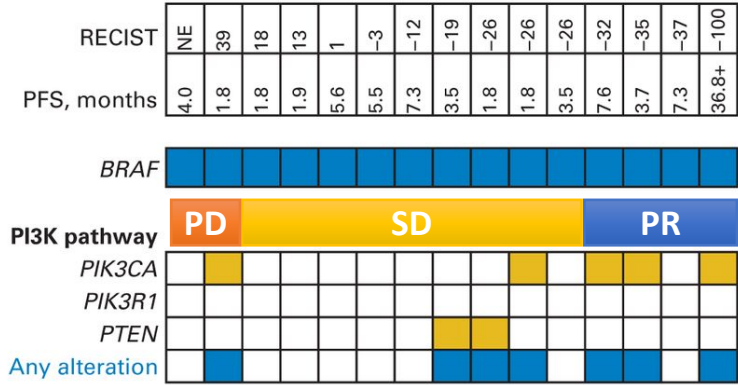 RECIST NE 39 18 13 1 −3 −12 −19 −26 −26 −26 −32 −35 −37 −100
PFS, months 4.0 1.8 1.8 1.9 5.6 5.5 7.3 3.5 1.8 1.8 3.5 7.6 3.7 7.3 36.8+
BRAF
PI3K pathway PD SD PR
PIK3CA
PIK3R1
PTEN
Any alteration